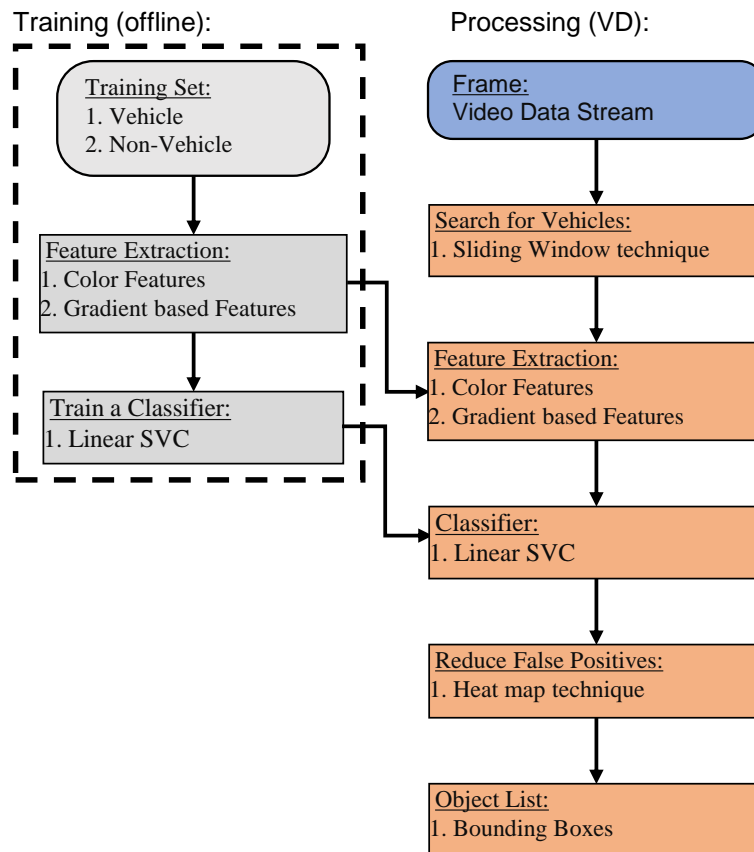 Training (offline):
Training Set:
1. Vehicle
2. Non-Vehicle
Feature Extraction:
1. Color Features
2. Gradient based Features
Train a Classifier:
1. Linear SVC
Processing (VD):
Frame:
Video Data Stream
Search for Vehicles:
1. Sliding Window technique
Feature Extraction:
1. Color Features
2. Gradient based Features
Classifier:
1. Linear SVC
Reduce False Positives:
1. Heat map technique
Object List:
1. Bounding Boxes